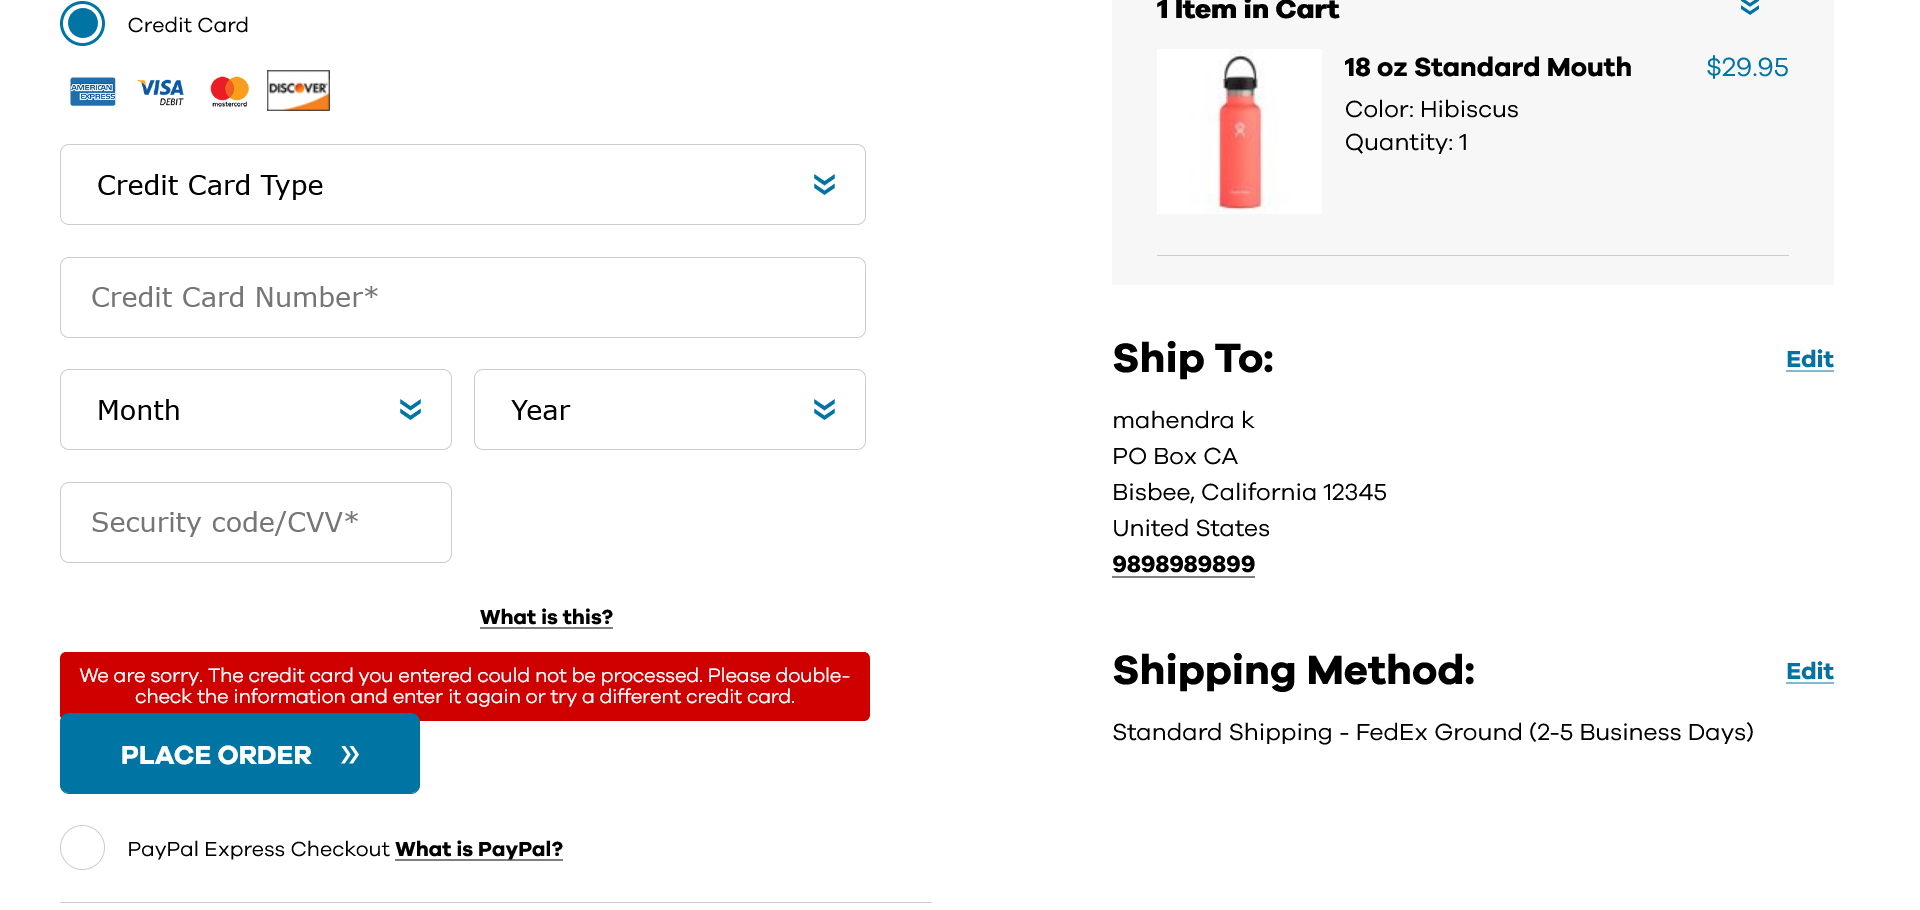 Credit Card
AMERICAN EXPRESS
VISA DEBIT
mastercard
DISCOVER
Credit Card Type
Credit Card Number*
Month
Year
Security code/CVV*
What is this?
We are sorry. The credit card you entered could not be processed. Please double-
check the information and enter it again or try a different credit card.
PLACE ORDER »
PayPal Express Checkout What is PayPal?
1 Item in Cart
18 oz Standard Mouth
$29.95
Color: Hibiscus
Quantity: 1
Ship To:
Edit
mahendra k
PO Box CA
Bisbee, California 12345
United States
9898989899
Shipping Method:
Edit
Standard Shipping - FedEx Ground (2-5 Business Days)